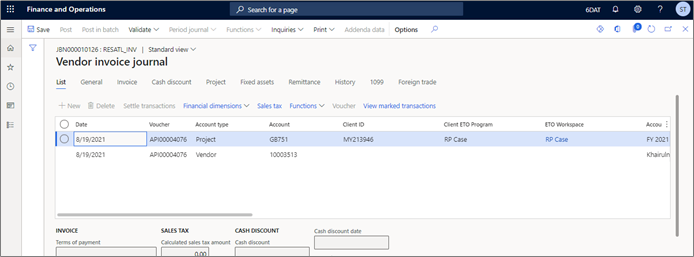 Finance and Operations
Search for a page
6DAT
ST
Save Post Post in batch Validate Period journal Functions Inquiries Print Addenda data Options
0
JBN000010126 : RESATL_INV | Standard view
Vendor invoice journal
List General Invoice Cash discount Project Fixed assets Remittance History 1099 Foreign trade
+ New Delete Settle transactions Financial dimensions Sales tax Functions Voucher View marked transactions
Date Voucher Account type Account Client ID Client ETO Program ETO Workspace Accou
8/19/2021 API00004076 Project GB751 MY213946 RP Case RP Case FY 2021
8/19/2021 API00004076 Vendor 10003513 Khairuln
INVOICE SALES TAX CASH DISCOUNT Cash discount date
Terms of payment Calculated sales tax amount Cash discount
0.00